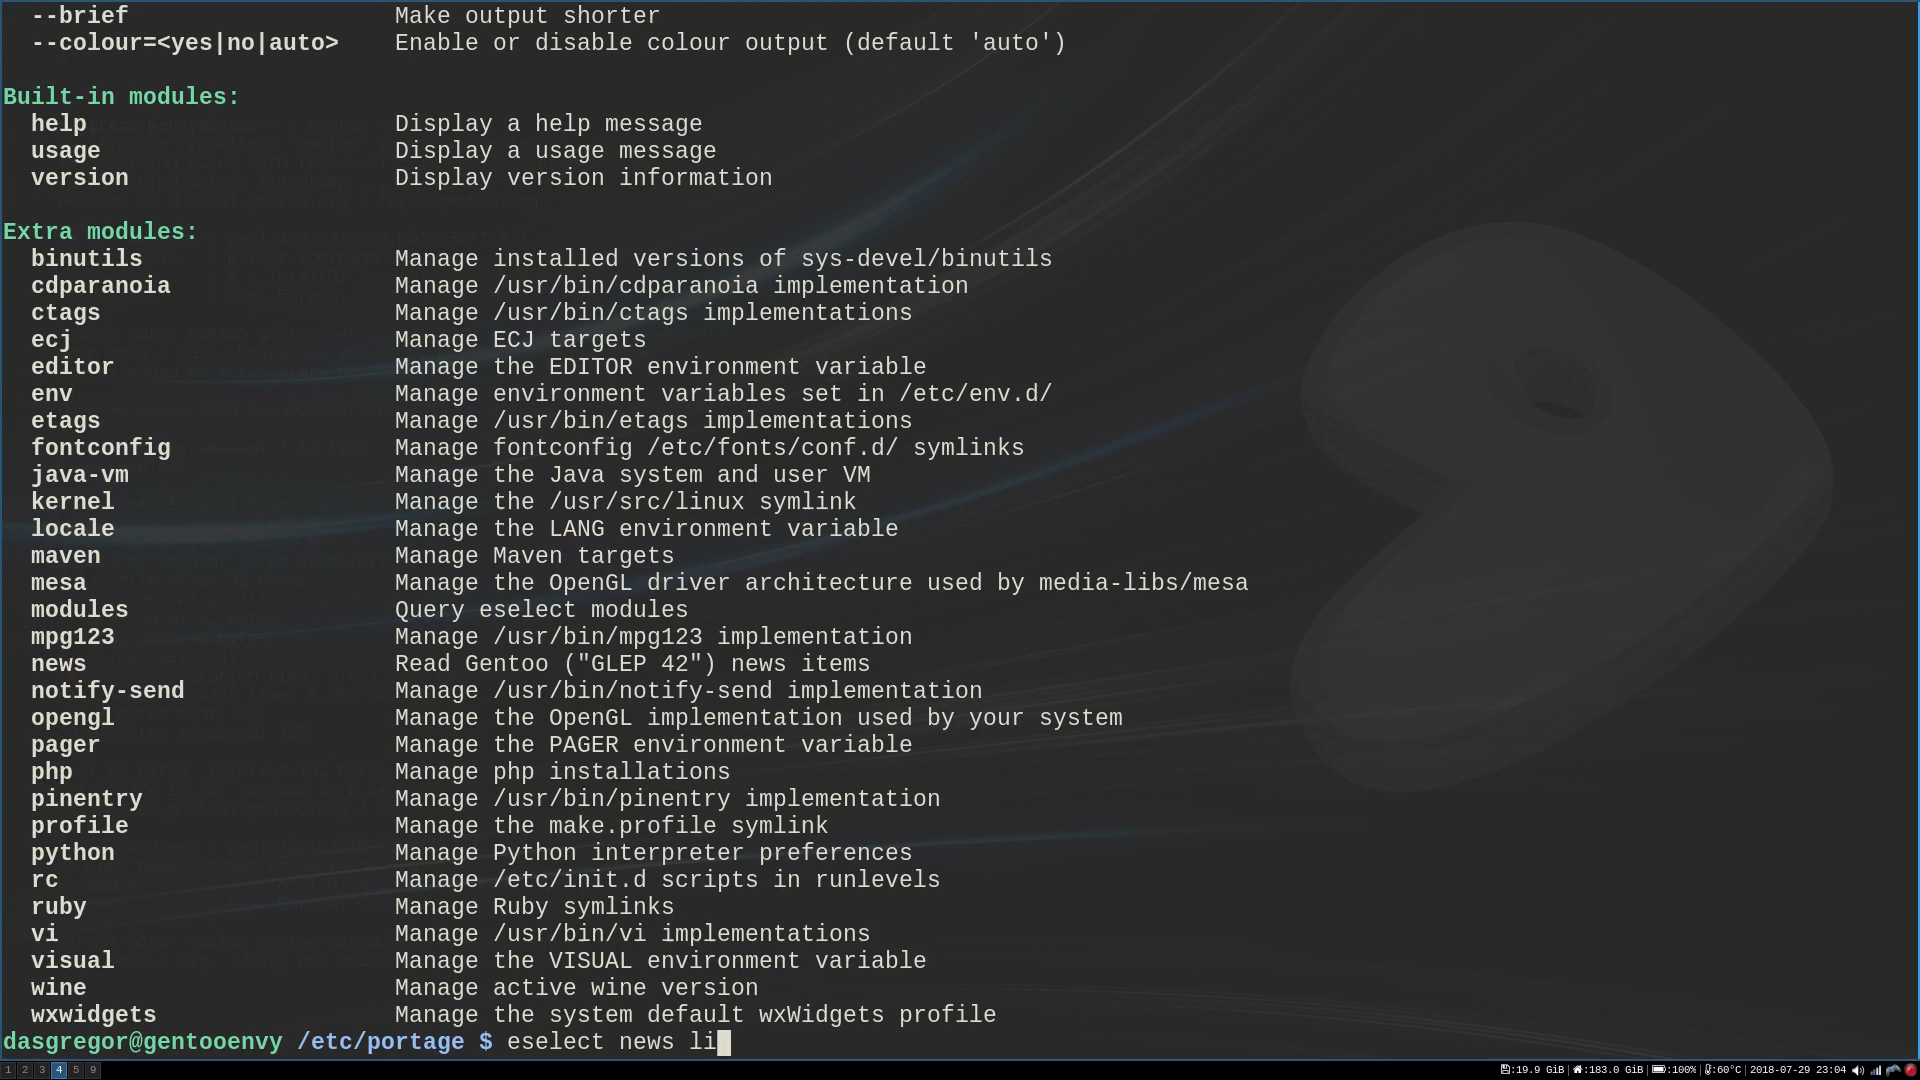 --brief Make output shorter
--colour=<yes|no|auto> Enable or disable colour output (default 'auto')
Built-in modules:
help Display a help message
usage Display a usage message
version Display version information
Extra modules:
binutils Manage installed versions of sys-devel/binutils
cdparanoia Manage /usr/bin/cdparanoia implementation
ctags Manage /usr/bin/ctags implementations
ecj Manage ECJ targets
editor Manage the EDITOR environment variable
env Manage environment variables set in /etc/env.d/
etags Manage /usr/bin/etags implementations
fontconfig Manage fontconfig /etc/fonts/conf.d/ symlinks
java-vm Manage the Java system and user VM
kernel Manage the /usr/src/linux symlink
locale Manage the LANG environment variable
maven Manage Maven targets
mesa Manage the OpenGL driver architecture used by media-libs/mesa
modules Query eselect modules
mpg123 Manage /usr/bin/mpg123 implementation
news Read Gentoo ("GLEP 42") news items
notify-send Manage /usr/bin/notify-send implementation
opengl Manage the OpenGL implementation used by your system
pager Manage the PAGER environment variable
php Manage php installations
pinentry Manage /usr/bin/pinentry implementation
profile Manage the make.profile symlink
python Manage Python interpreter preferences
rc Manage /etc/init.d scripts in runlevels
ruby Manage Ruby symlinks
vi Manage /usr/bin/vi implementations
visual Manage the VISUAL environment variable
wine Manage active wine version
wxwidgets Manage the system default wxWidgets profile
dasgregor@gentooenvy /etc/portage $ eselect news li
1 2 3 4 5 9 :19.9 GiB| :183.0 GiB| :100%| :60°C| 2018-07-29 23:04